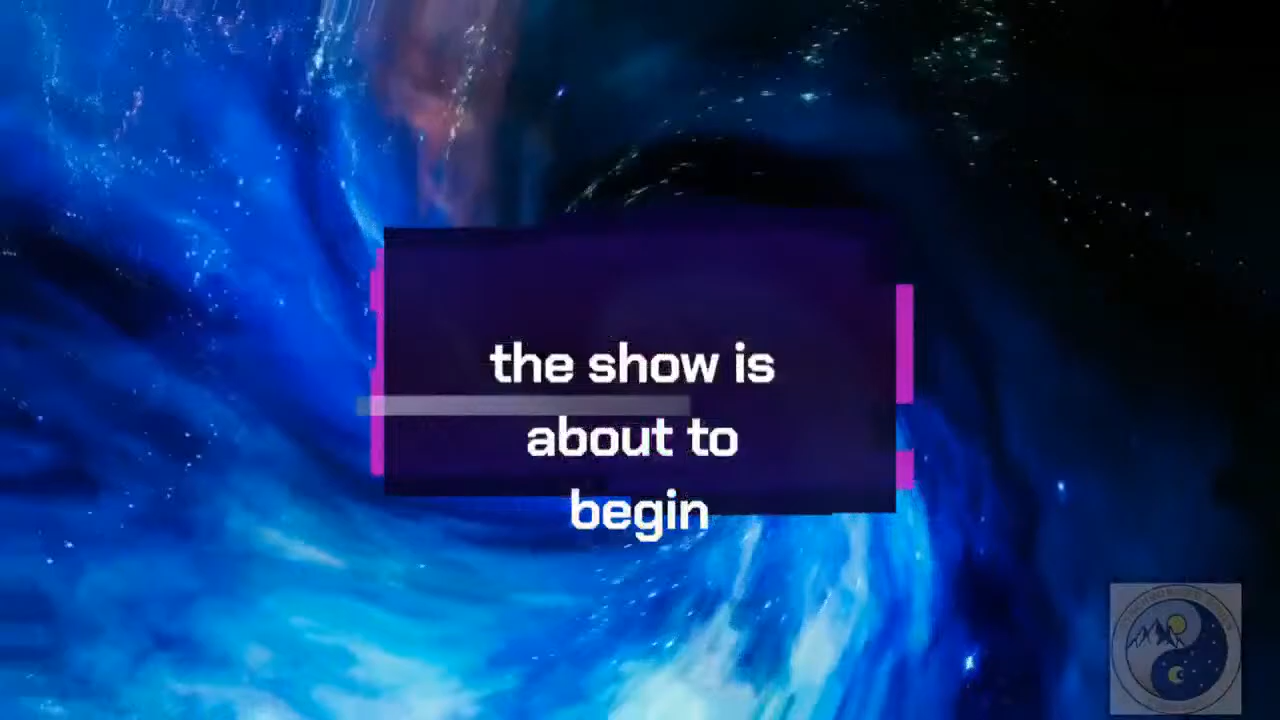 the show is
about to
begin